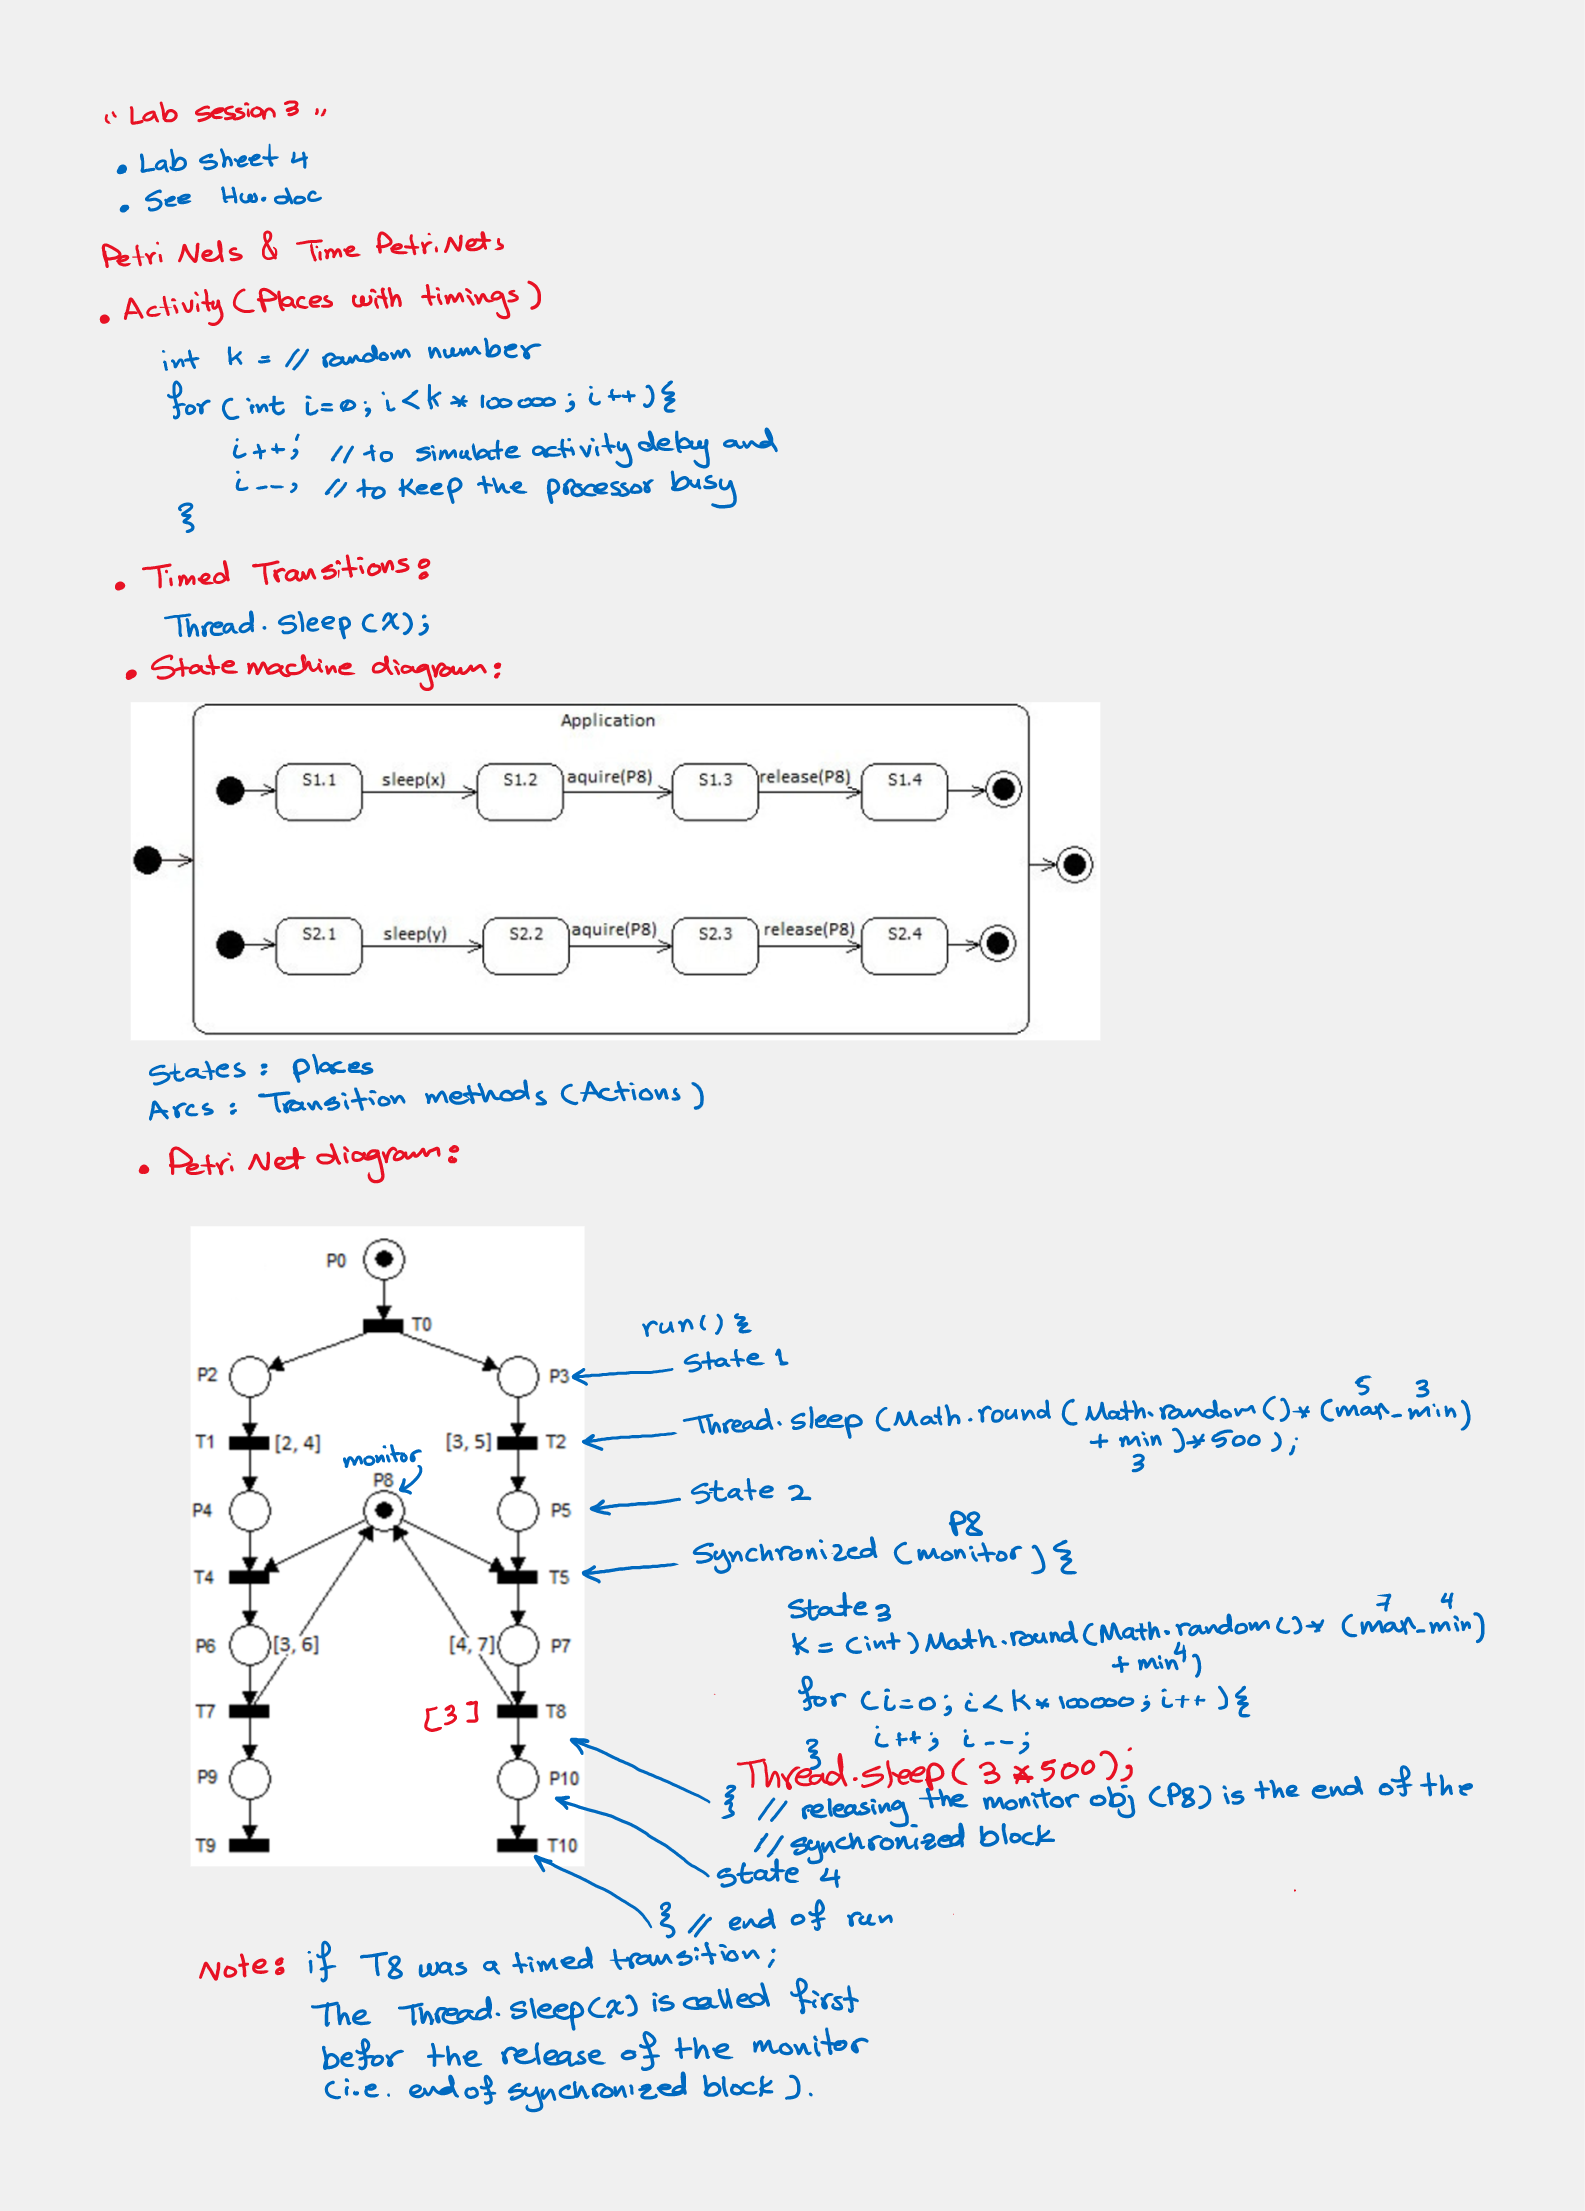 " Lab session 3 "
• Lab sheet 4
• See Hw.doc
Petri Nels & Time Petri Nets
• Activity (Places with timings)
int k = // random number
for (int i=0; i<k*100000; i++){
i++; // to simulate activity delay and
i--; // to keep the processor busy
}
• Timed Transitions:
Thread.sleep(x);
• State machine diagram:
Application
S1.1 sleep(x) S1.2 aquire(P8) S1.3 release(P8) S1.4
S2.1 sleep(y) S2.2 aquire(P8) S2.3 release(P8) S2.4
States : places
Arcs : Transition methods (Actions)
• Petri Net diagram:
P0
T0
run() {
P2 P3 State 1
5 3
T1 [2, 4] [3, 5] T2 Thread.sleep (Math.round (Math.random()* (max-min)
+ min)*500);
3
monitor
P8
P4 P5 State 2
P8
T4 T5 Synchronized (monitor) {
State 3
7 4
P6 [3, 6] [4, 7] P7 k = (int) Math.round(Math.random()* (max-min)
+ min 4)
T7 [3] T8 for (i=0; i<k*100000; i++){
i++; i--;
}
Thread.sleep(3*500);
P9 P10 } // releasing the monitor obj (P8) is the end of the
// synchronized block
T9 T10 State 4
} // end of run
Note: if T8 was a timed transition;
The Thread.sleep(x) is called first
befor the release of the monitor
(i.e. end of synchronized block).